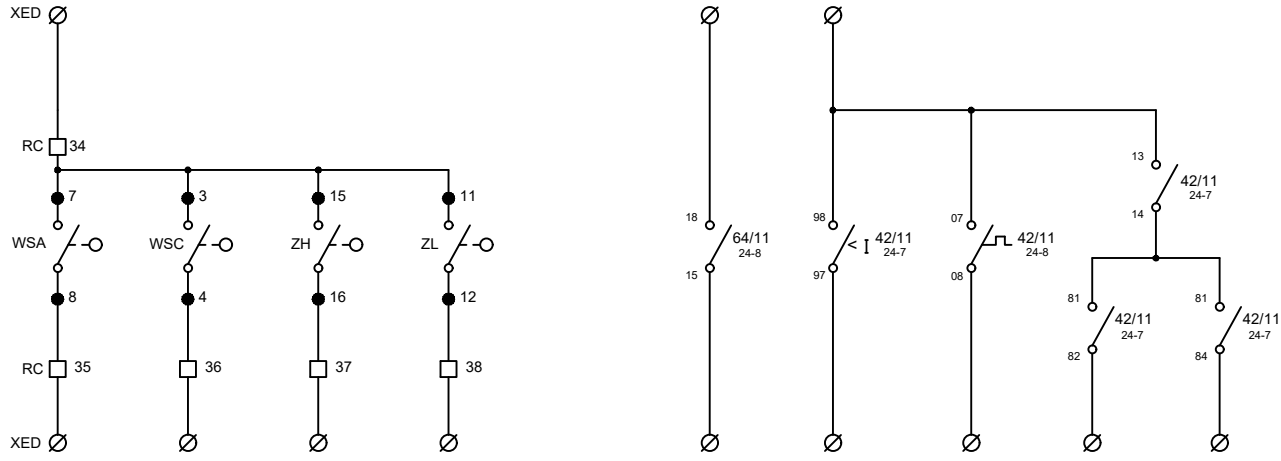 XED
RC 34
7 3 15 11
WSA WSC ZH ZL
8 4 16 12
RC 35 36 37 38
XED
13
42/11
24-7
14
18 98 07
64/11
24-8
< I 42/11
24-7
42/11
24-8
15 97 08
81 81
42/11
24-7
42/11
24-7
82 84